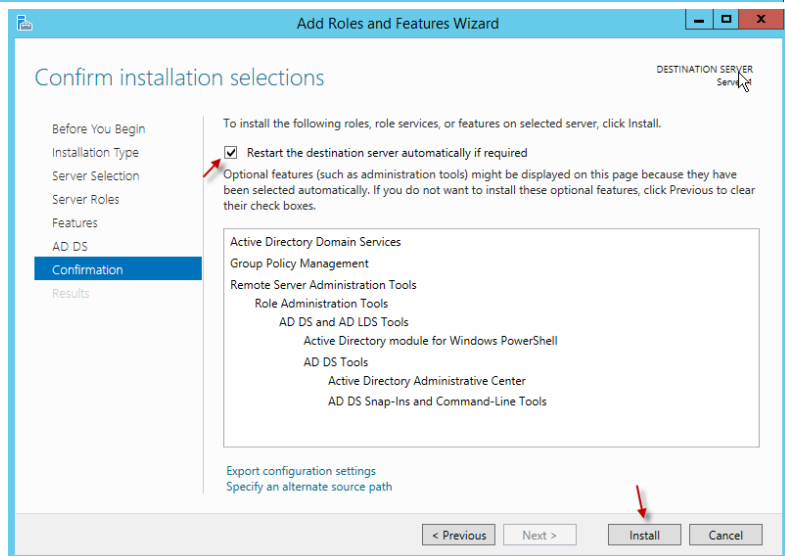 Add Roles and Features Wizard
Confirm installation selections
DESTINATION SERVER
Before You Begin
Installation Type
Server Selection
Server Roles
Features
AD DS
Confirmation
Results
To install the following roles, role services, or features on selected server, click Install.
Restart the destination server automatically if required
Optional features (such as administration tools) might be displayed on this page because they have
been selected automatically. If you do not want to install these optional features, click Previous to clear
their check boxes.
Active Directory Domain Services
Group Policy Management
Remote Server Administration Tools
Role Administration Tools
AD DS and AD LDS Tools
Active Directory module for Windows PowerShell
AD DS Tools
Active Directory Administrative Center
AD DS Snap-Ins and Command-Line Tools
Export configuration settings
Specify an alternate source path
< Previous
Next >
Install
Cancel